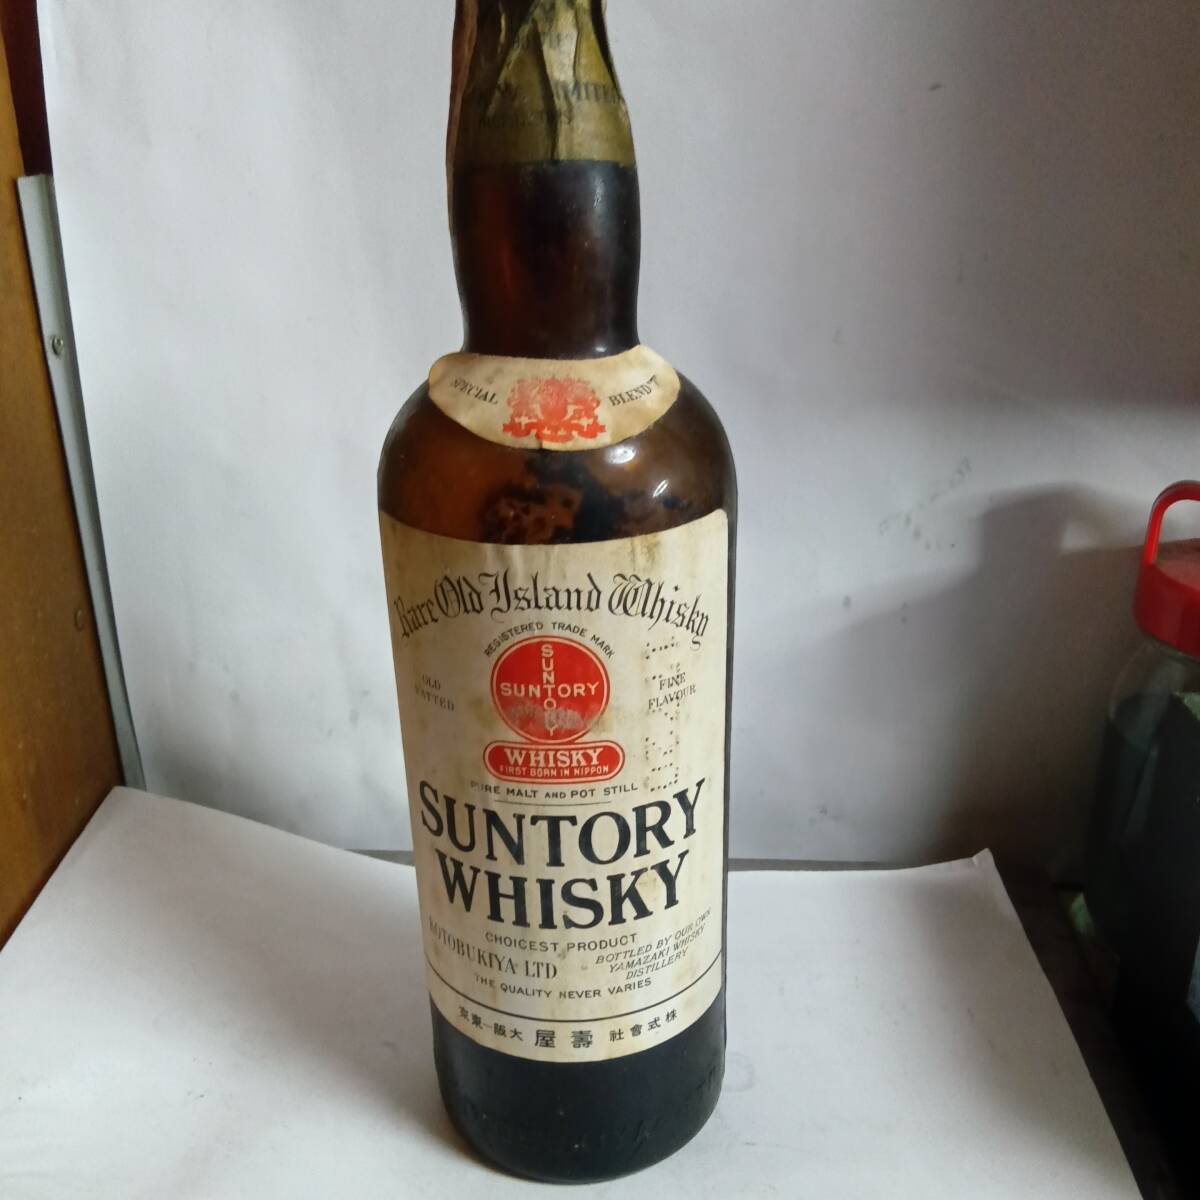 LIMITED
SPECIAL BLEND
Rare Old Island Whisky
REGISTERED TRADE MARK
SUNTORY
SUNTORY
OLD VATTED
FINE FLAVOUR
WHISKY
FIRST BORN IN NIPPON
PURE MALT AND POT STILL
SUNTORY
WHISKY
CHOICEST PRODUCT
KOTOBUKIYA LTD
BOTTLED BY OUR OWN
YAMAZAKI WHISKY
DISTILLERY
THE QUALITY NEVER VARIES
京東一阪大 屋壽 社會式株